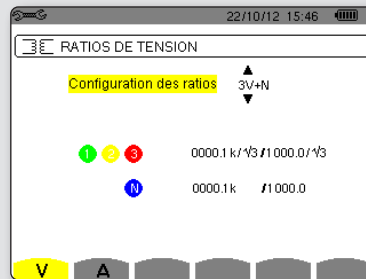 22/10/12 15:46
RATIOS DE TENSION
Configuration des ratios 3V+N
1 2 3 0000.1 k/√3 /1000.0/√3
N 0000.1 k /1000.0
V A